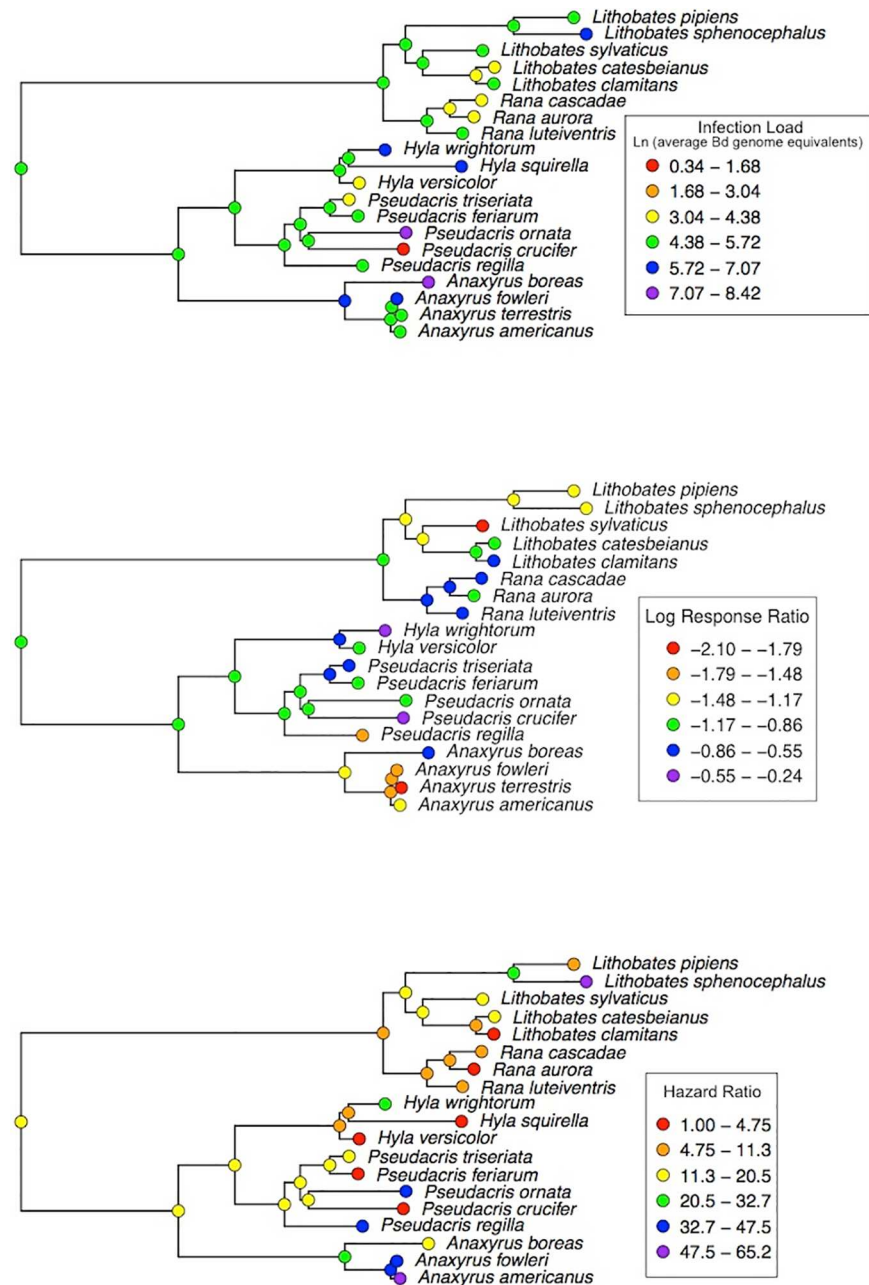 Lithobates pipiens
Lithobates sphenocephalus
Lithobates sylvaticus
Lithobates catesbeianus
Lithobates clamitans
Rana cascadae
Rana aurora
Rana luteiventris
Hyla wrightorum
Hyla squirella
Hyla versicolor
Pseudacris triseriata
Pseudacris feriarum
Pseudacris ornata
Pseudacris crucifer
Pseudacris regilla
Anaxyrus boreas
Anaxyrus fowleri
Anaxyrus terrestris
Anaxyrus americanus
Infection Load
Ln (average Bd genome equivalents)
0.34 – 1.68
1.68 – 3.04
3.04 – 4.38
4.38 – 5.72
5.72 – 7.07
7.07 – 8.42
Lithobates pipiens
Lithobates sphenocephalus
Lithobates sylvaticus
Lithobates catesbeianus
Lithobates clamitans
Rana cascadae
Rana aurora
Rana luteiventris
Hyla wrightorum
Hyla versicolor
Pseudacris triseriata
Pseudacris feriarum
Pseudacris ornata
Pseudacris crucifer
Pseudacris regilla
Anaxyrus boreas
Anaxyrus fowleri
Anaxyrus terrestris
Anaxyrus americanus
Log Response Ratio
−2.10 – −1.79
−1.79 – −1.48
−1.48 – −1.17
−1.17 – −0.86
−0.86 – −0.55
−0.55 – −0.24
Lithobates pipiens
Lithobates sphenocephalus
Lithobates sylvaticus
Lithobates catesbeianus
Lithobates clamitans
Rana cascadae
Rana aurora
Rana luteiventris
Hyla wrightorum
Hyla squirella
Hyla versicolor
Pseudacris triseriata
Pseudacris feriarum
Pseudacris ornata
Pseudacris crucifer
Pseudacris regilla
Anaxyrus boreas
Anaxyrus fowleri
Anaxyrus americanus
Hazard Ratio
1.00 – 4.75
4.75 – 11.3
11.3 – 20.5
20.5 – 32.7
32.7 – 47.5
47.5 – 65.2